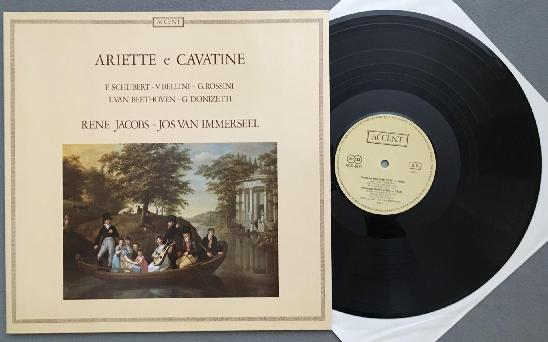 ACCENT
ARIETTE e CAVATINE
F. SCHUBERT - V. BELLINI - G. ROSSINI
L. VAN BEETHOVEN - G. DONIZETTI
RENE JACOBS - JOS VAN IMMERSEEL
ACCENT